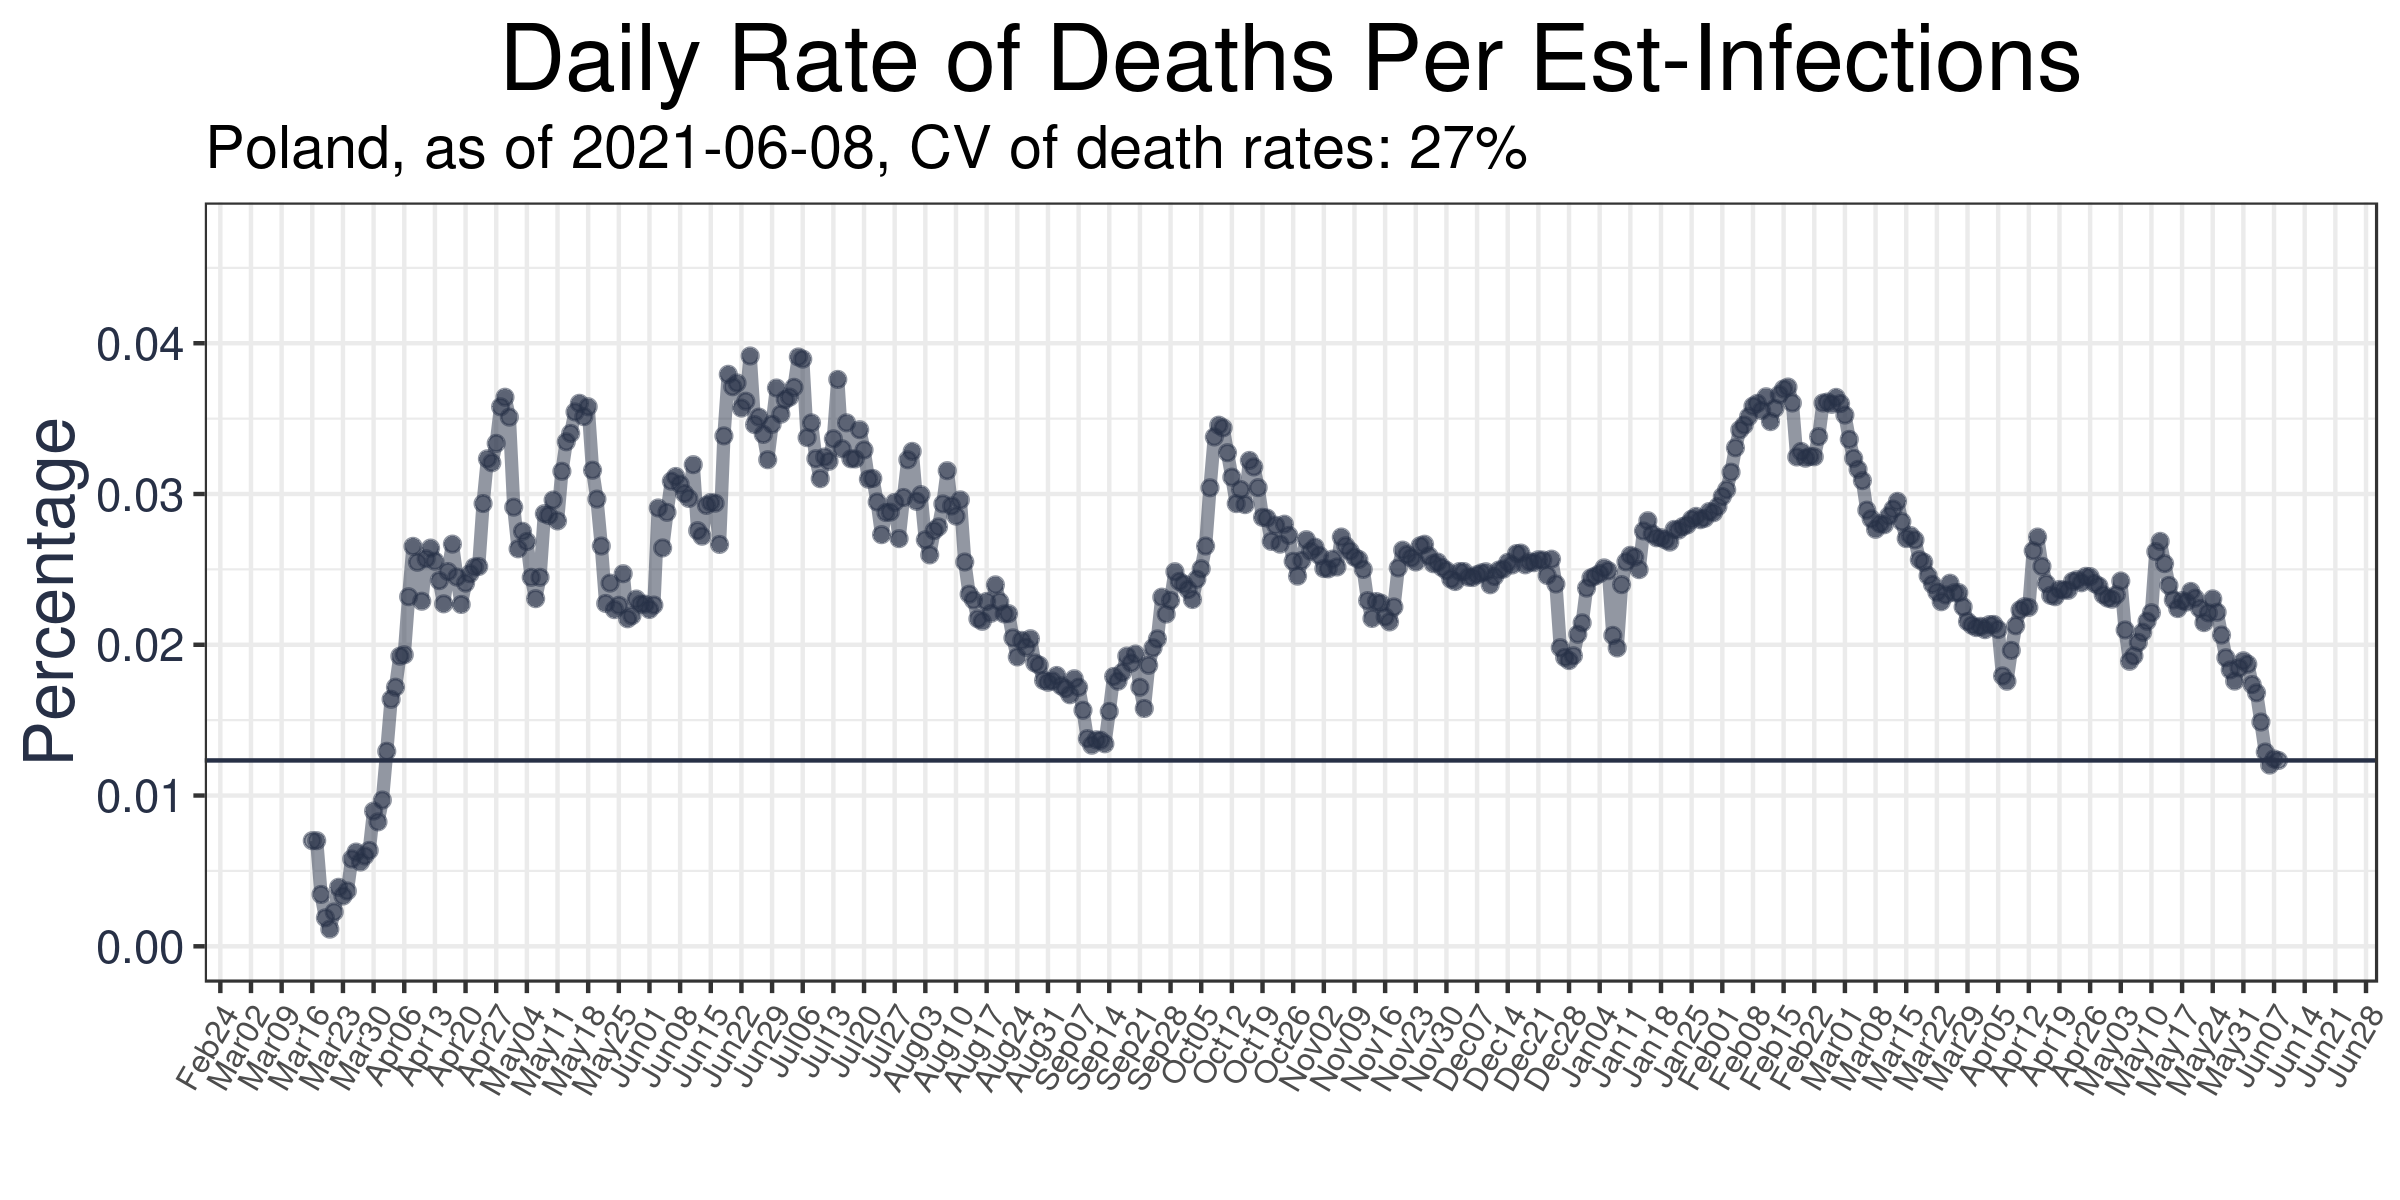 Daily Rate of Deaths Per Est-Infections
Poland, as of 2021-06-08, CV of death rates: 27%
Percentage
0.04
0.03
0.02
0.01
0.00
Feb24
Mar02
Mar09
Mar16
Mar23
Mar30
Apr06
Apr13
Apr20
Apr27
May04
May11
May18
May25
Jun01
Jun08
Jun15
Jun22
Jun29
Jul06
Jul13
Jul20
Jul27
Aug03
Aug10
Aug17
Aug24
Aug31
Sep07
Sep14
Sep21
Sep28
Oct05
Oct12
Oct19
Oct26
Nov02
Nov09
Nov16
Nov23
Nov30
Dec07
Dec14
Dec21
Dec28
Jan04
Jan11
Jan18
Jan25
Feb01
Feb08
Feb15
Feb22
Mar01
Mar08
Mar15
Mar22
Mar29
Apr05
Apr12
Apr19
Apr26
May03
May10
May17
May24
May31
Jun07
Jun14
Jun21
Jun28